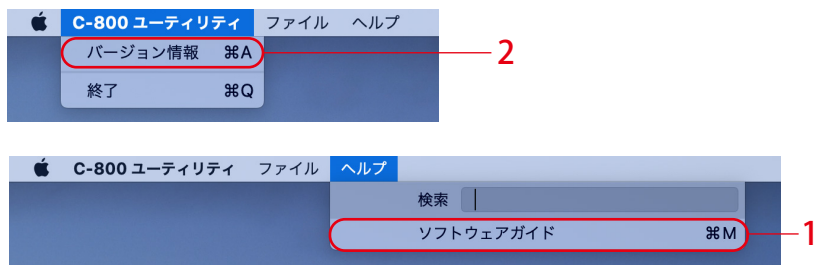 C-800 ユーティリティ ファイル ヘルプ
バージョン情報 ⌘A
2
終了 ⌘Q
C-800 ユーティリティ ファイル ヘルプ
検索
ソフトウェアガイド ⌘M
1